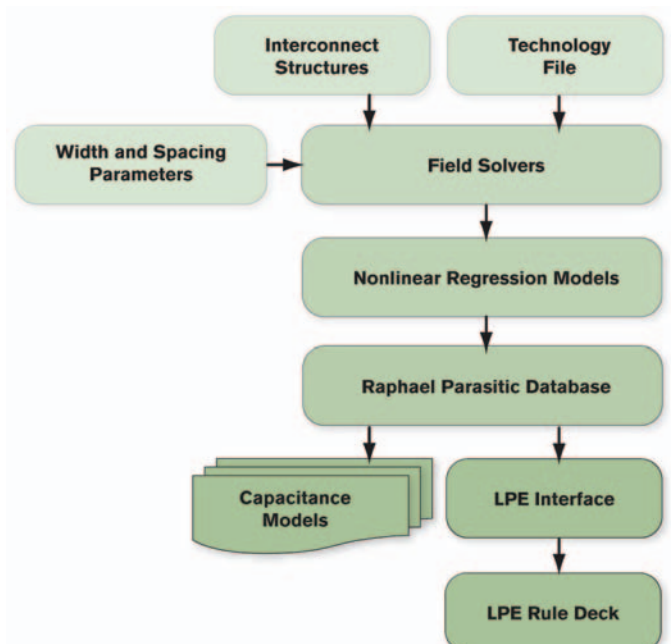 Interconnect
Structures
Technology
File
Width and Spacing
Parameters
Field Solvers
Nonlinear Regression Models
Raphael Parasitic Database
Capacitance
Models
LPE Interface
LPE Rule Deck